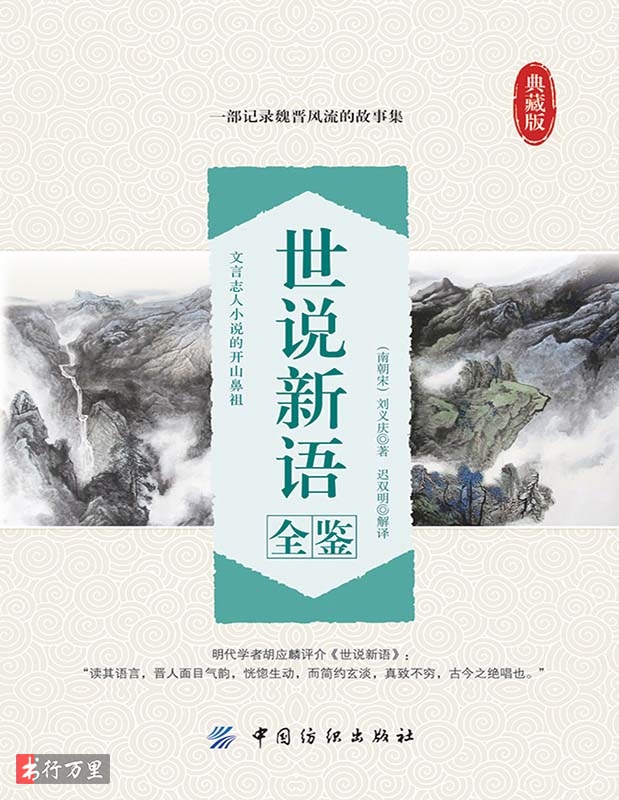 一部记录魏晋风流的故事集
典藏版
世说新语
全鉴
文言志人小说的开山鼻祖
（南朝宋）刘义庆◎著 迟双明◎解译
明代学者胡应麟评介《世说新语》：
“读其语言，晋人面目气韵，恍惚生动，而简约玄淡，真致不穷，古今之绝唱也。”
中国纺织出版社
书行万里